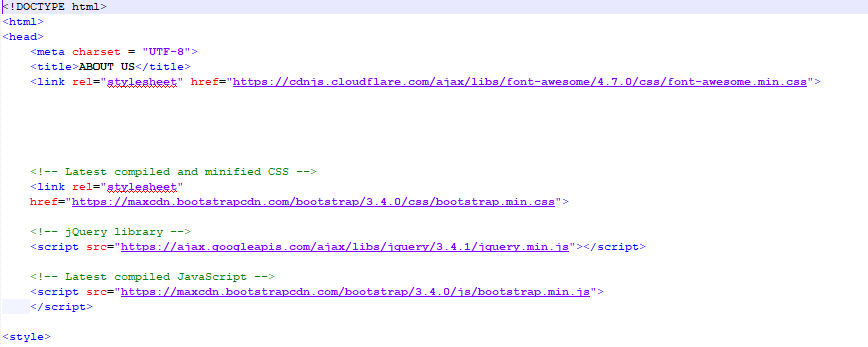 <!DOCTYPE html>
<html>
<head>
<meta charset = "UTF-8">
<title>ABOUT US</title>
<link rel="stylesheet" href="https://cdnjs.cloudflare.com/ajax/libs/font-awesome/4.7.0/css/font-awesome.min.css">
<!-- Latest compiled and minified CSS -->
<link rel="stylesheet"
href="https://maxcdn.bootstrapcdn.com/bootstrap/3.4.0/css/bootstrap.min.css">
<!-- jQuery library -->
<script src="https://ajax.googleapis.com/ajax/libs/jquery/3.4.1/jquery.min.js"></script>
<!-- Latest compiled JavaScript -->
<script src="https://maxcdn.bootstrapcdn.com/bootstrap/3.4.0/js/bootstrap.min.js">
</script>
<style>